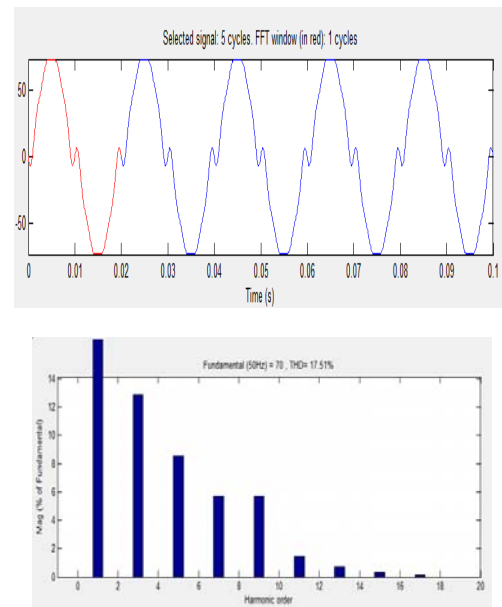 Selected signal: 5 cycles. FFT window (in red): 1 cycles
50
0
-50
0 0.01 0.02 0.03 0.04 0.05 0.06 0.07 0.08 0.09 0.1
Time (s)
Fundamental (50Hz) = 70 , THD= 17.51%
14
12
10
8
6
4
2
0
Mag (% of Fundamental)
0 2 4 6 8 10 12 14 16 18 20
Harmonic order